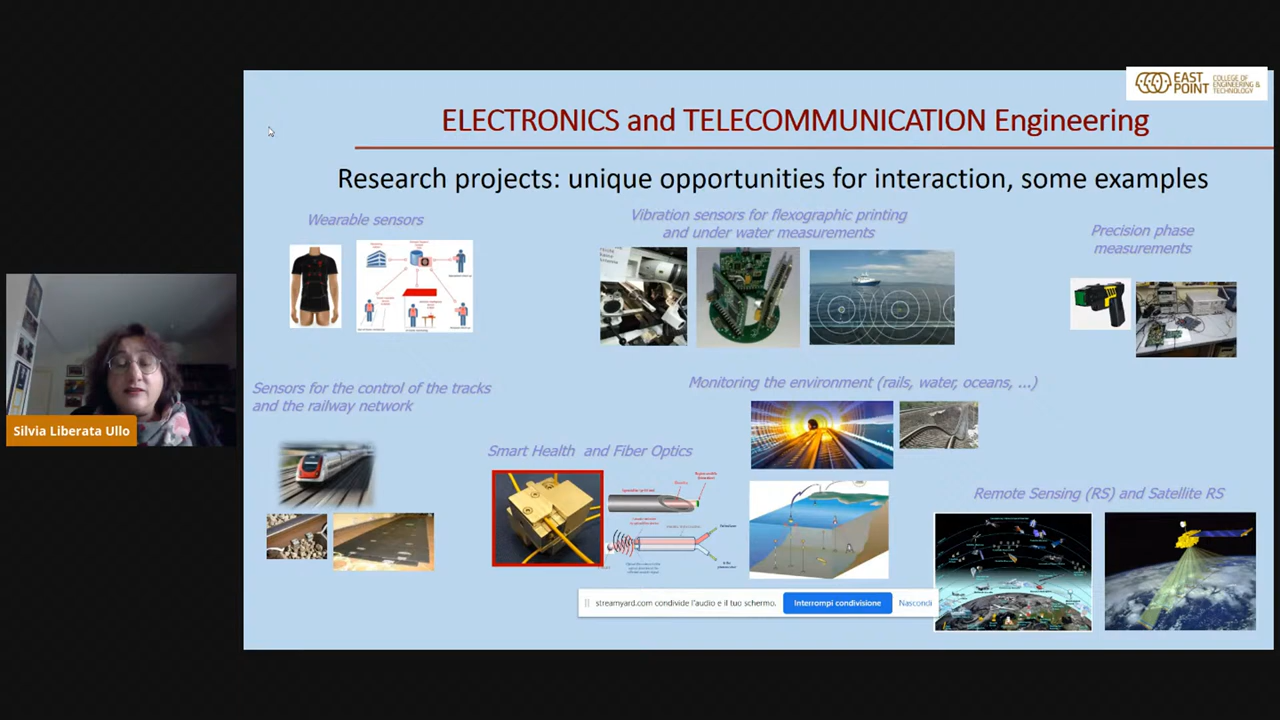 EAST POINT
COLLEGE OF ENGINEERING & TECHNOLOGY
ELECTRONICS and TELECOMMUNICATION Engineering
Research projects: unique opportunities for interaction, some examples
Wearable sensors
Vibration sensors for flexographic printing
and under water measurements
Precision phase
measurements
Sensors for the control of the tracks
and the railway network
Monitoring the environment (rails, water, oceans, ...)
Smart Health and Fiber Optics
Remote Sensing (RS) and Satellite RS
Silvia Liberata Ullo
streamyard.com condivide l'audio e il tuo schermo.
Interrompi condivisione
Nascondi